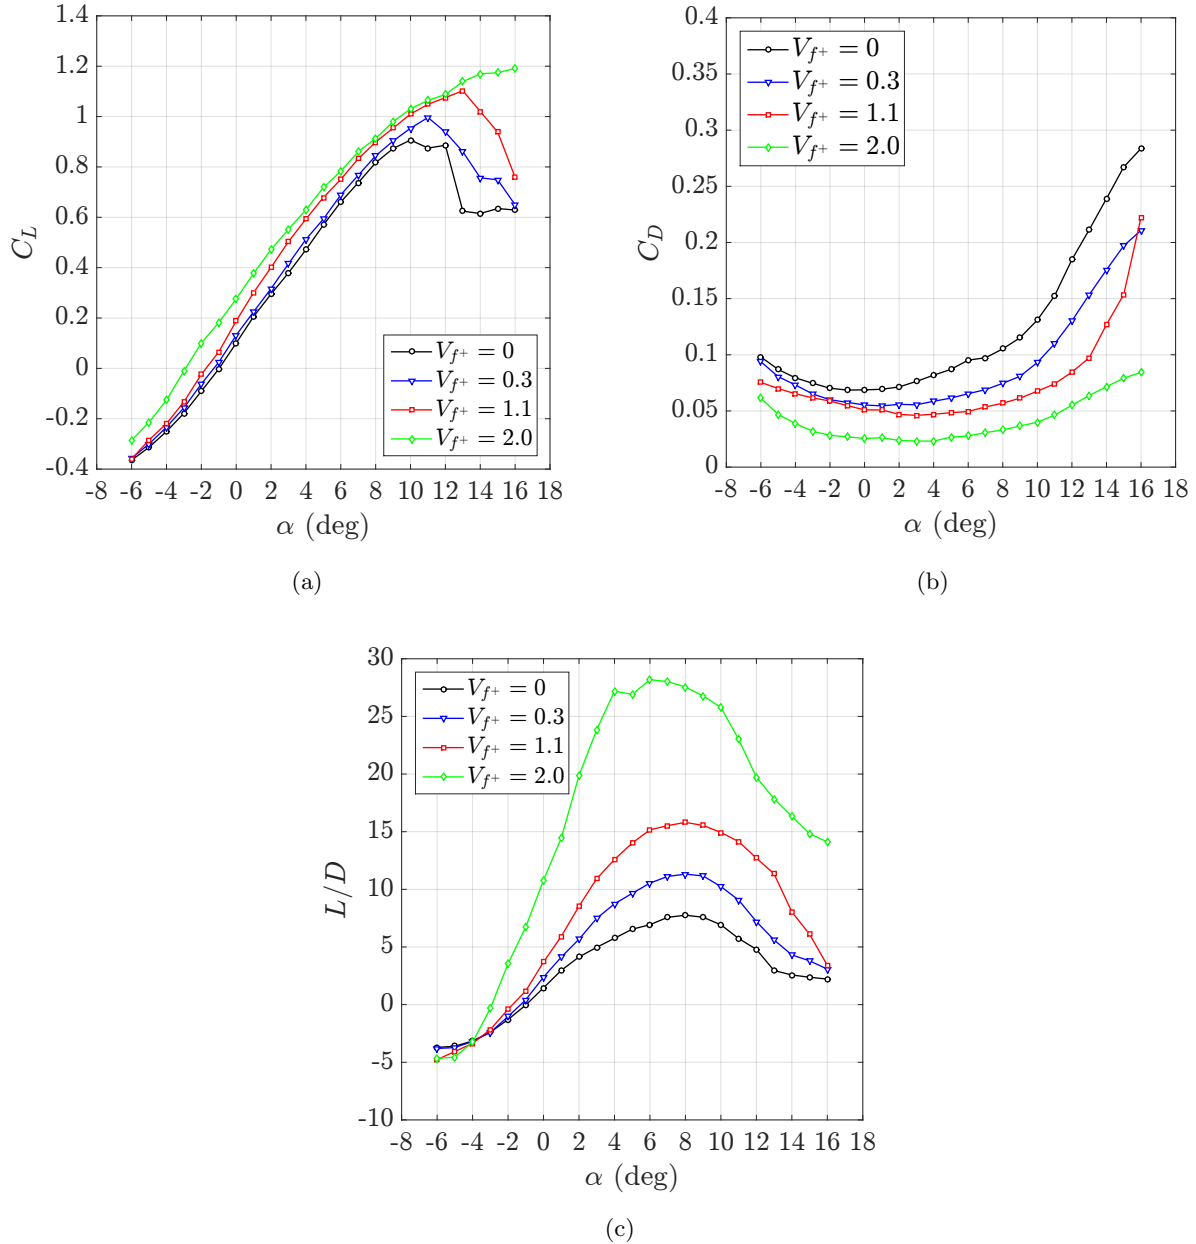 1.4
1.2
1
0.8
0.6
0.4
0.2
0
-0.2
-0.4
C_L
V_{f^+} = 0
V_{f^+} = 0.3
V_{f^+} = 1.1
V_{f^+} = 2.0
-8 -6 -4 -2 0 2 4 6 8 10 12 14 16 18
α (deg)
(a)
0.4
0.35
0.3
0.25
0.2
0.15
0.1
0.05
0
C_D
V_{f^+} = 0
V_{f^+} = 0.3
V_{f^+} = 1.1
V_{f^+} = 2.0
-8 -6 -4 -2 0 2 4 6 8 10 12 14 16 18
α (deg)
(b)
30
25
20
15
10
5
0
-5
-10
L/D
V_{f^+} = 0
V_{f^+} = 0.3
V_{f^+} = 1.1
V_{f^+} = 2.0
-8 -6 -4 -2 0 2 4 6 8 10 12 14 16 18
α (deg)
(c)